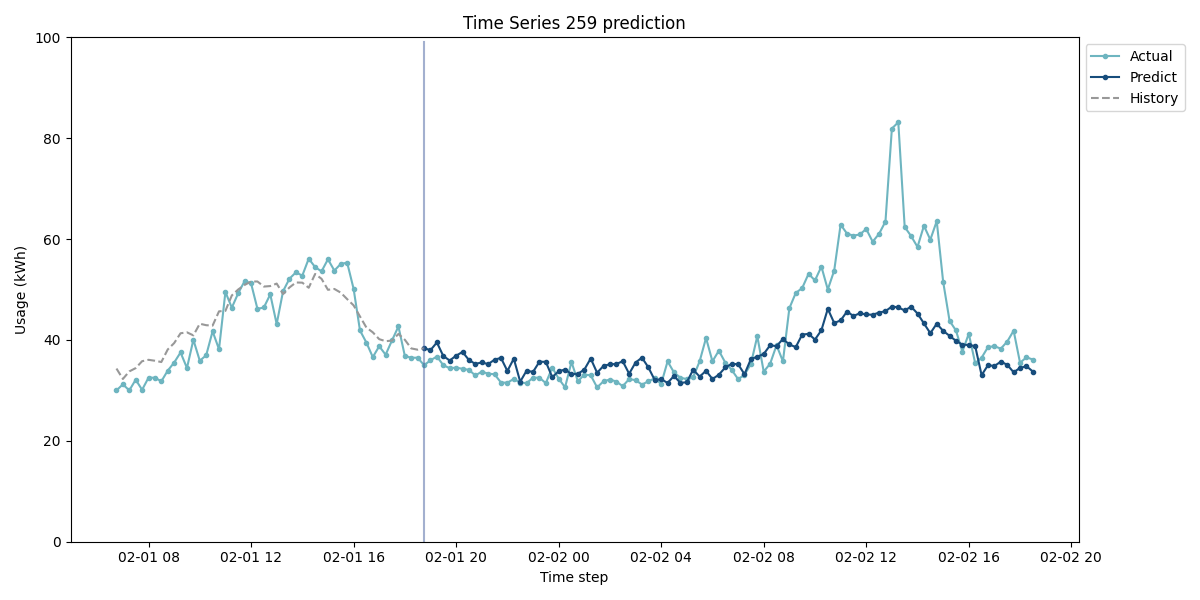 Time Series 259 prediction
100
80
60
40
20
0
Usage (kWh)
02-01 08
02-01 12
02-01 16
02-01 20
02-02 00
02-02 04
02-02 08
02-02 12
02-02 16
02-02 20
Time step
Actual
Predict
History